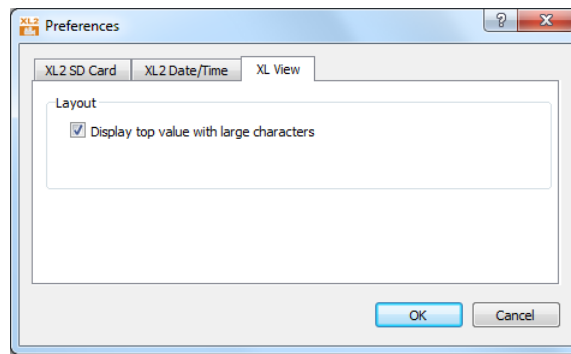 XL2 Preferences
? X
XL2 SD Card XL2 Date/Time XL View
Layout
Display top value with large characters
OK Cancel